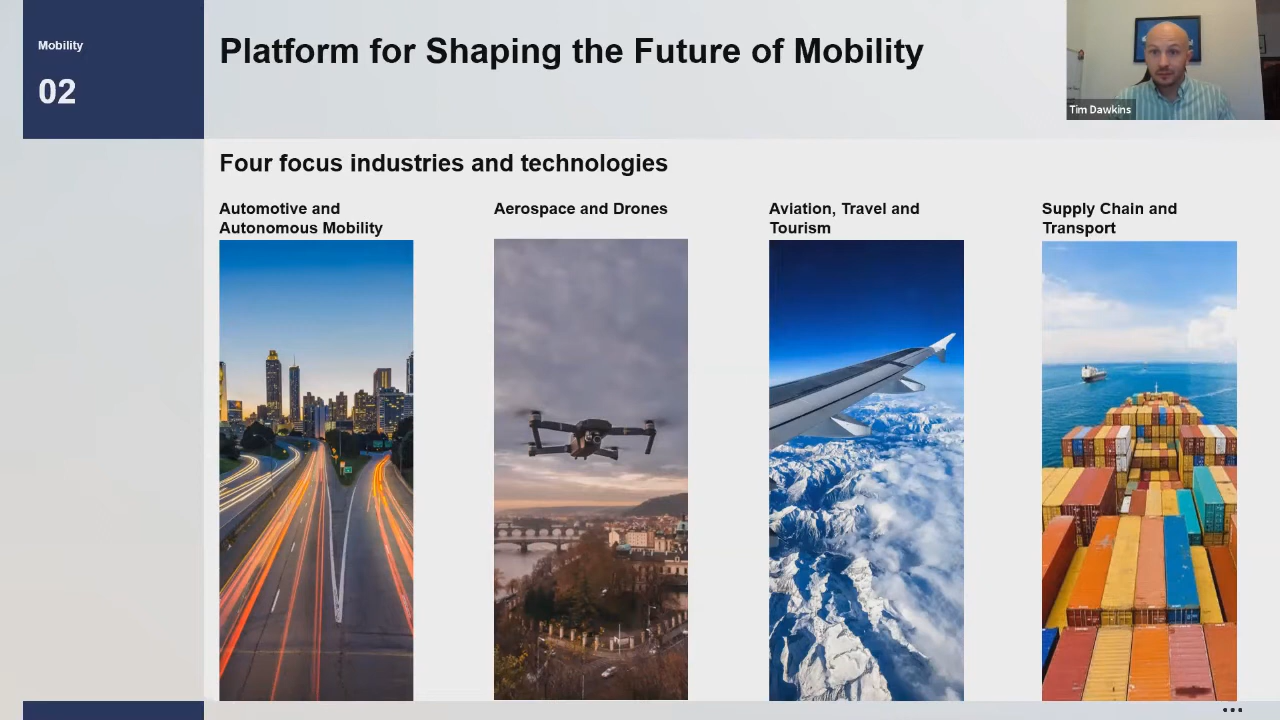 Mobility
02
Platform for Shaping the Future of Mobility
Tim Dawkins
Four focus industries and technologies
Automotive and
Autonomous Mobility
Aerospace and Drones
Aviation, Travel and
Tourism
Supply Chain and
Transport